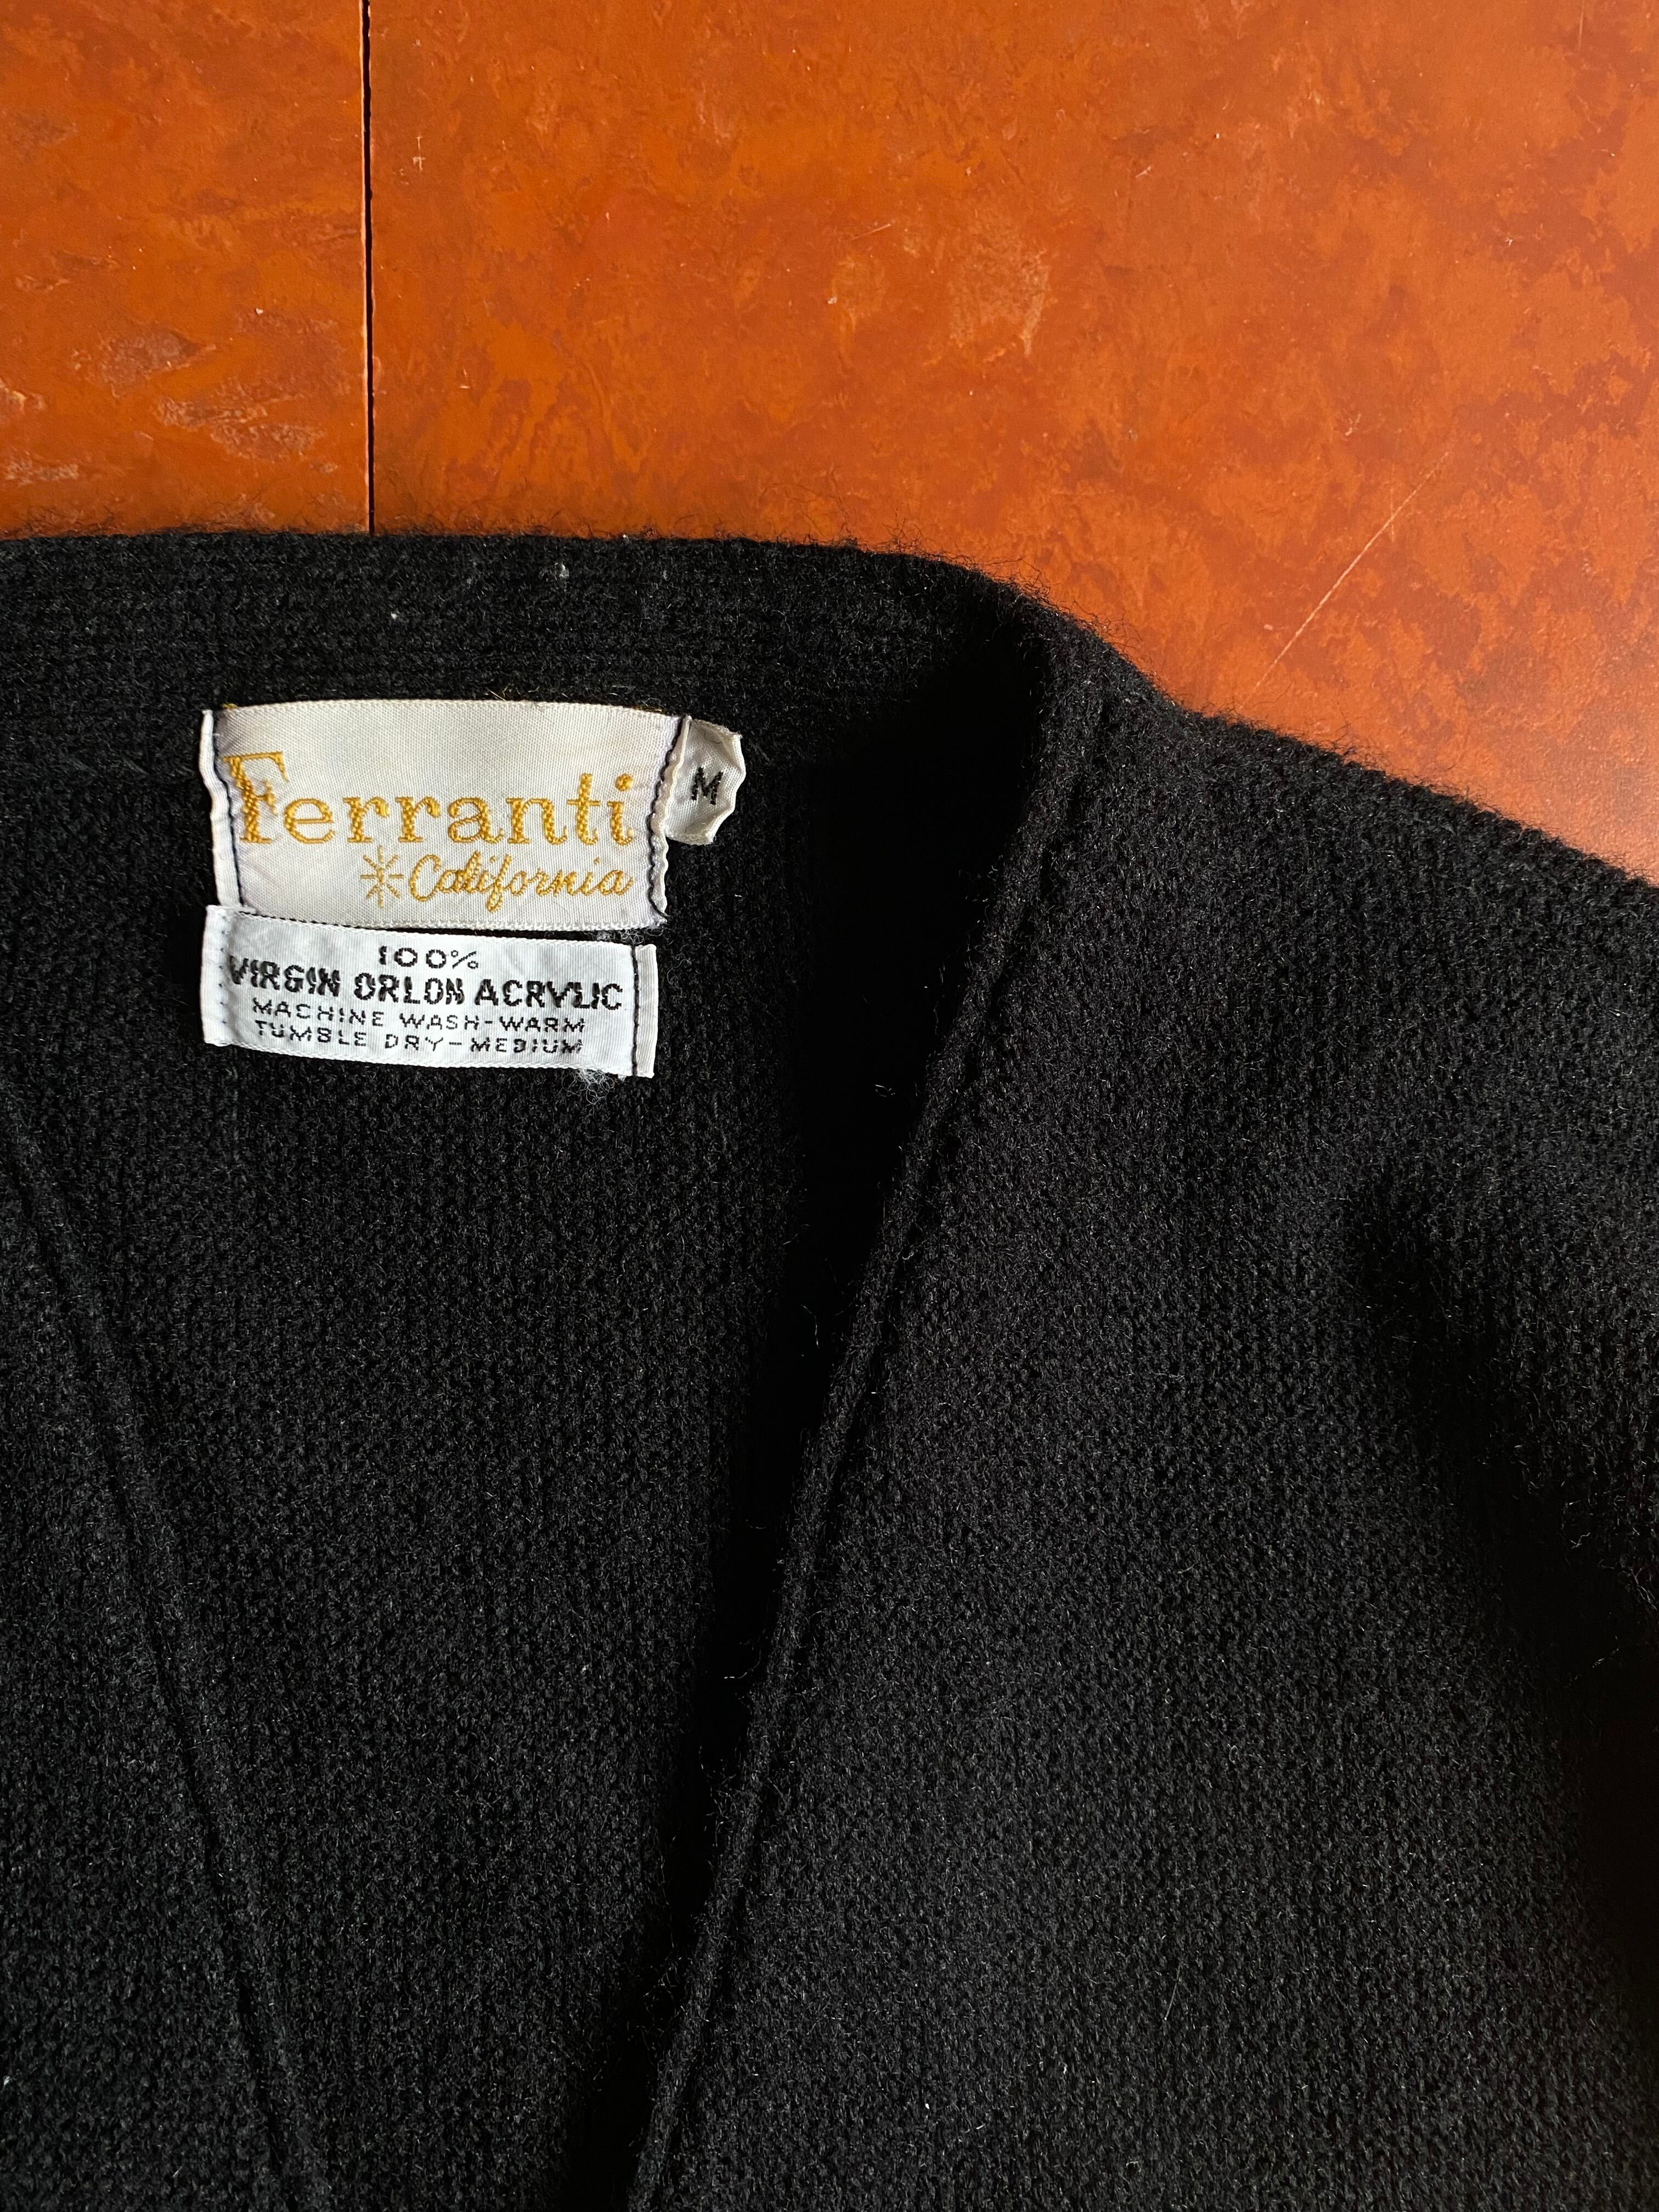 Ferranti
California
M
100%
VIRGIN ORLON ACRYLIC
MACHINE WASH-WARM
TUMBLE DRY-MEDIUM